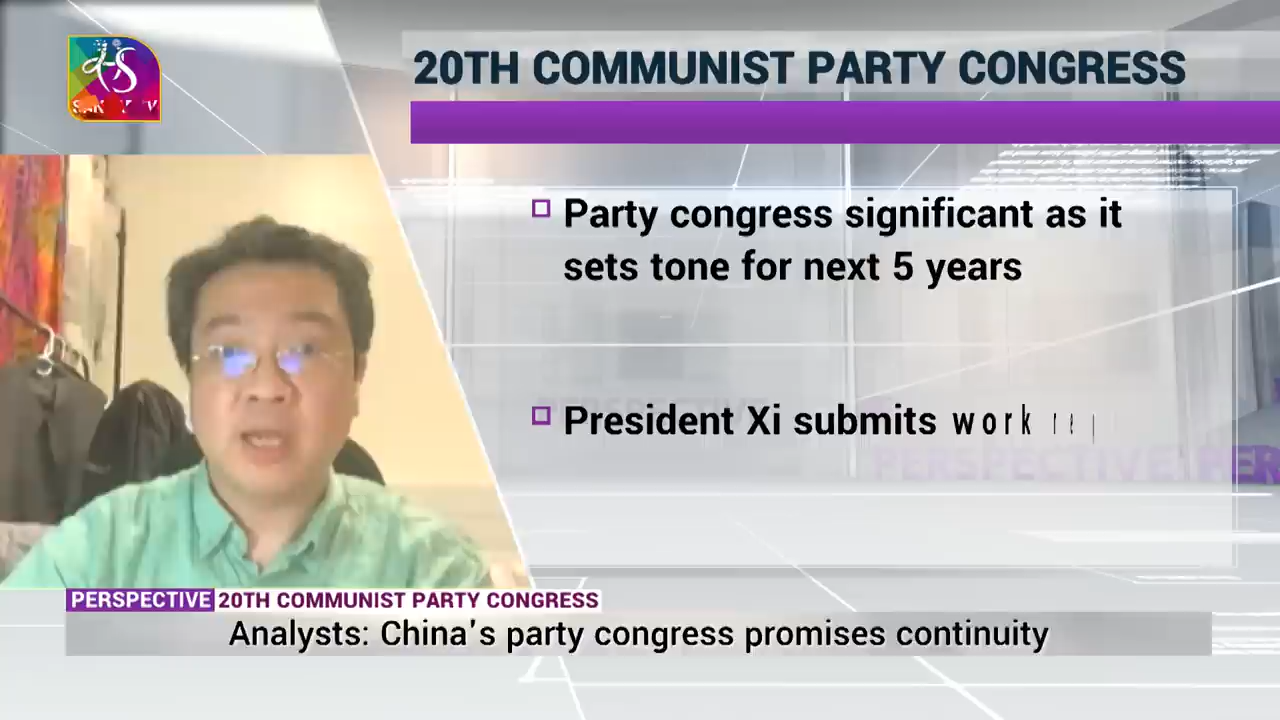 20TH COMMUNIST PARTY CONGRESS
Party congress significant as it
sets tone for next 5 years
President Xi submits work
PERSPECTIVE
PERSPECTIVE 20TH COMMUNIST PARTY CONGRESS
Analysts: China's party congress promises continuity